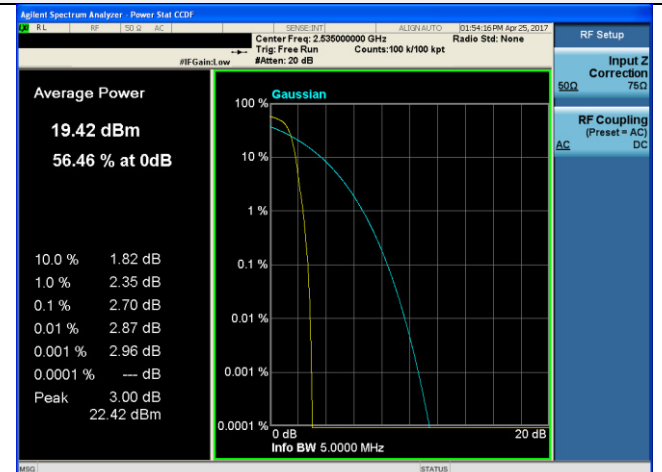 Agilent Spectrum Analyzer - Power Stat CCDF
RL RF 50 Ω AC SENSE:INT ALIGN AUTO 01:54:16 PM Apr 25, 2017
Center Freq: 2.535000000 GHz Radio Std: None
Trig: Free Run Counts:100 k/100 kpt
#IFGain:Low #Atten: 20 dB
RF Setup
Input Z
Correction
50Ω 75Ω
RF Coupling
(Preset = AC)
AC DC
Average Power
19.42 dBm
56.46 % at 0dB
10.0 % 1.82 dB
1.0 % 2.35 dB
0.1 % 2.70 dB
0.01 % 2.87 dB
0.001 % 2.96 dB
0.0001 % --- dB
Peak 3.00 dB
22.42 dBm
Gaussian
100 %
10 %
1 %
0.1 %
0.01 %
0.001 %
0.0001 %
0 dB 20 dB
Info BW 5.0000 MHz
MSG STATUS